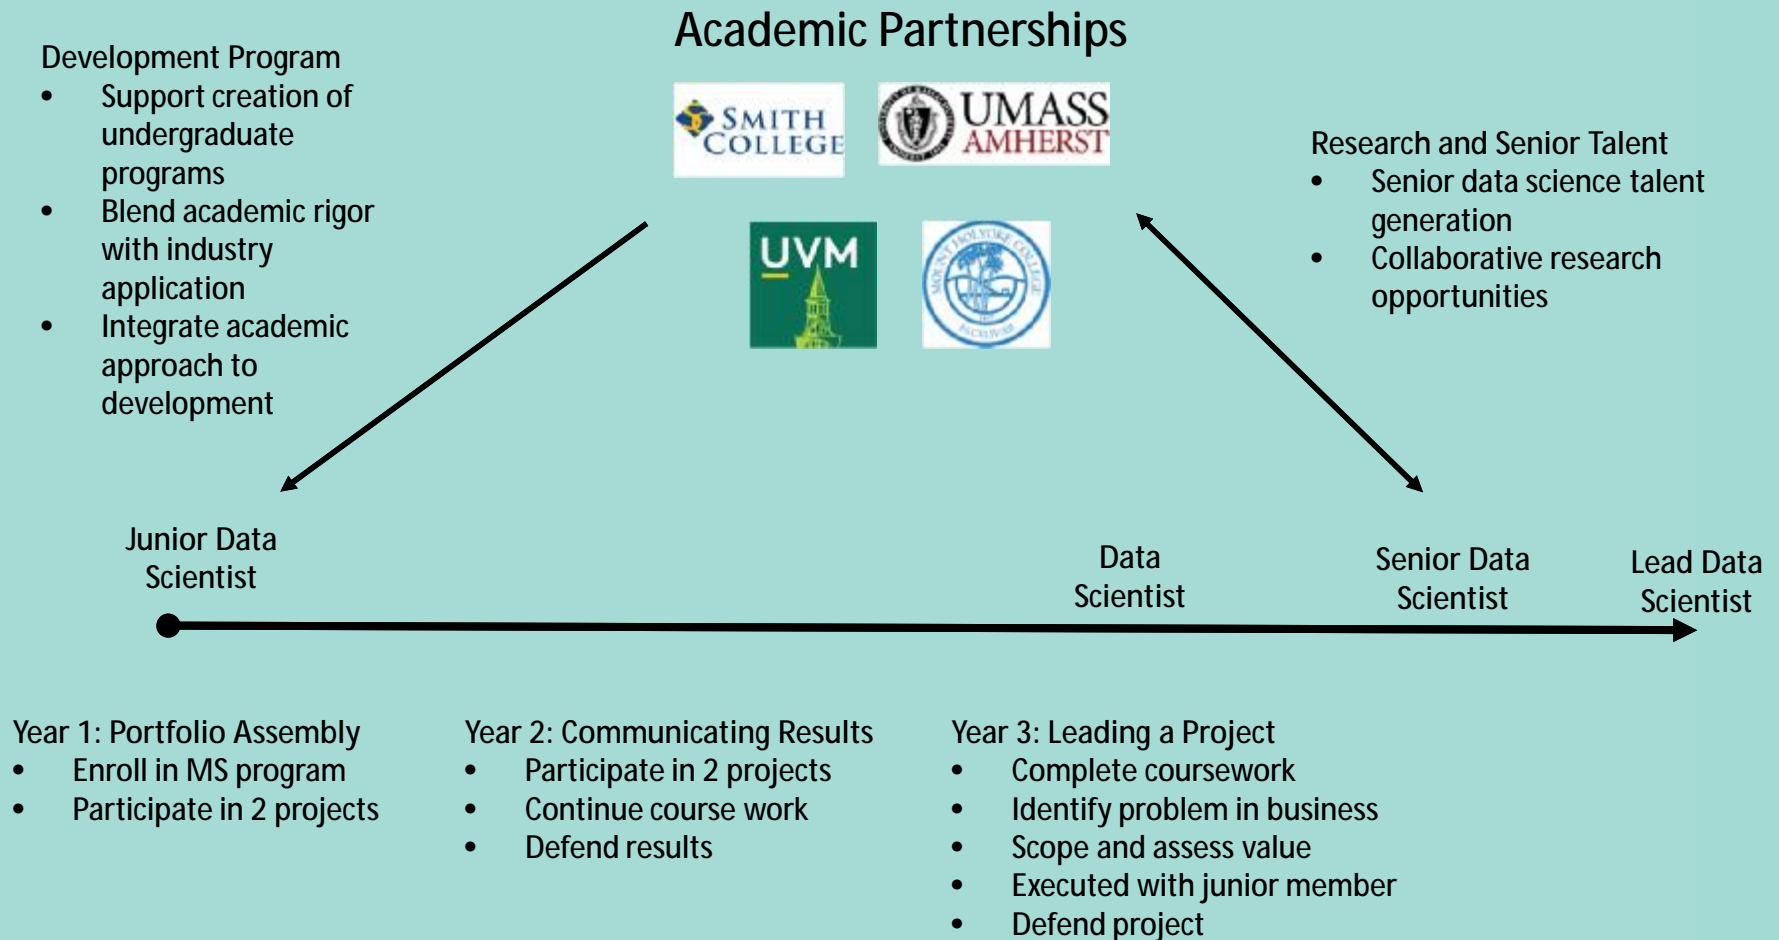 Academic Partnerships
Development Program
• Support creation of
undergraduate
programs
• Blend academic rigor
with industry
application
• Integrate academic
approach to
development
SMITH
COLLEGE
UMASS
AMHERST
UVM
MOUNT HOLYOKE COLLEGE
Research and Senior Talent
• Senior data science talent
generation
• Collaborative research
opportunities
Junior Data
Scientist
Data
Scientist
Senior Data
Scientist
Lead Data
Scientist
Year 1: Portfolio Assembly
• Enroll in MS program
• Participate in 2 projects
Year 2: Communicating Results
• Participate in 2 projects
• Continue course work
• Defend results
Year 3: Leading a Project
• Complete coursework
• Identify problem in business
• Scope and assess value
• Executed with junior member
• Defend project